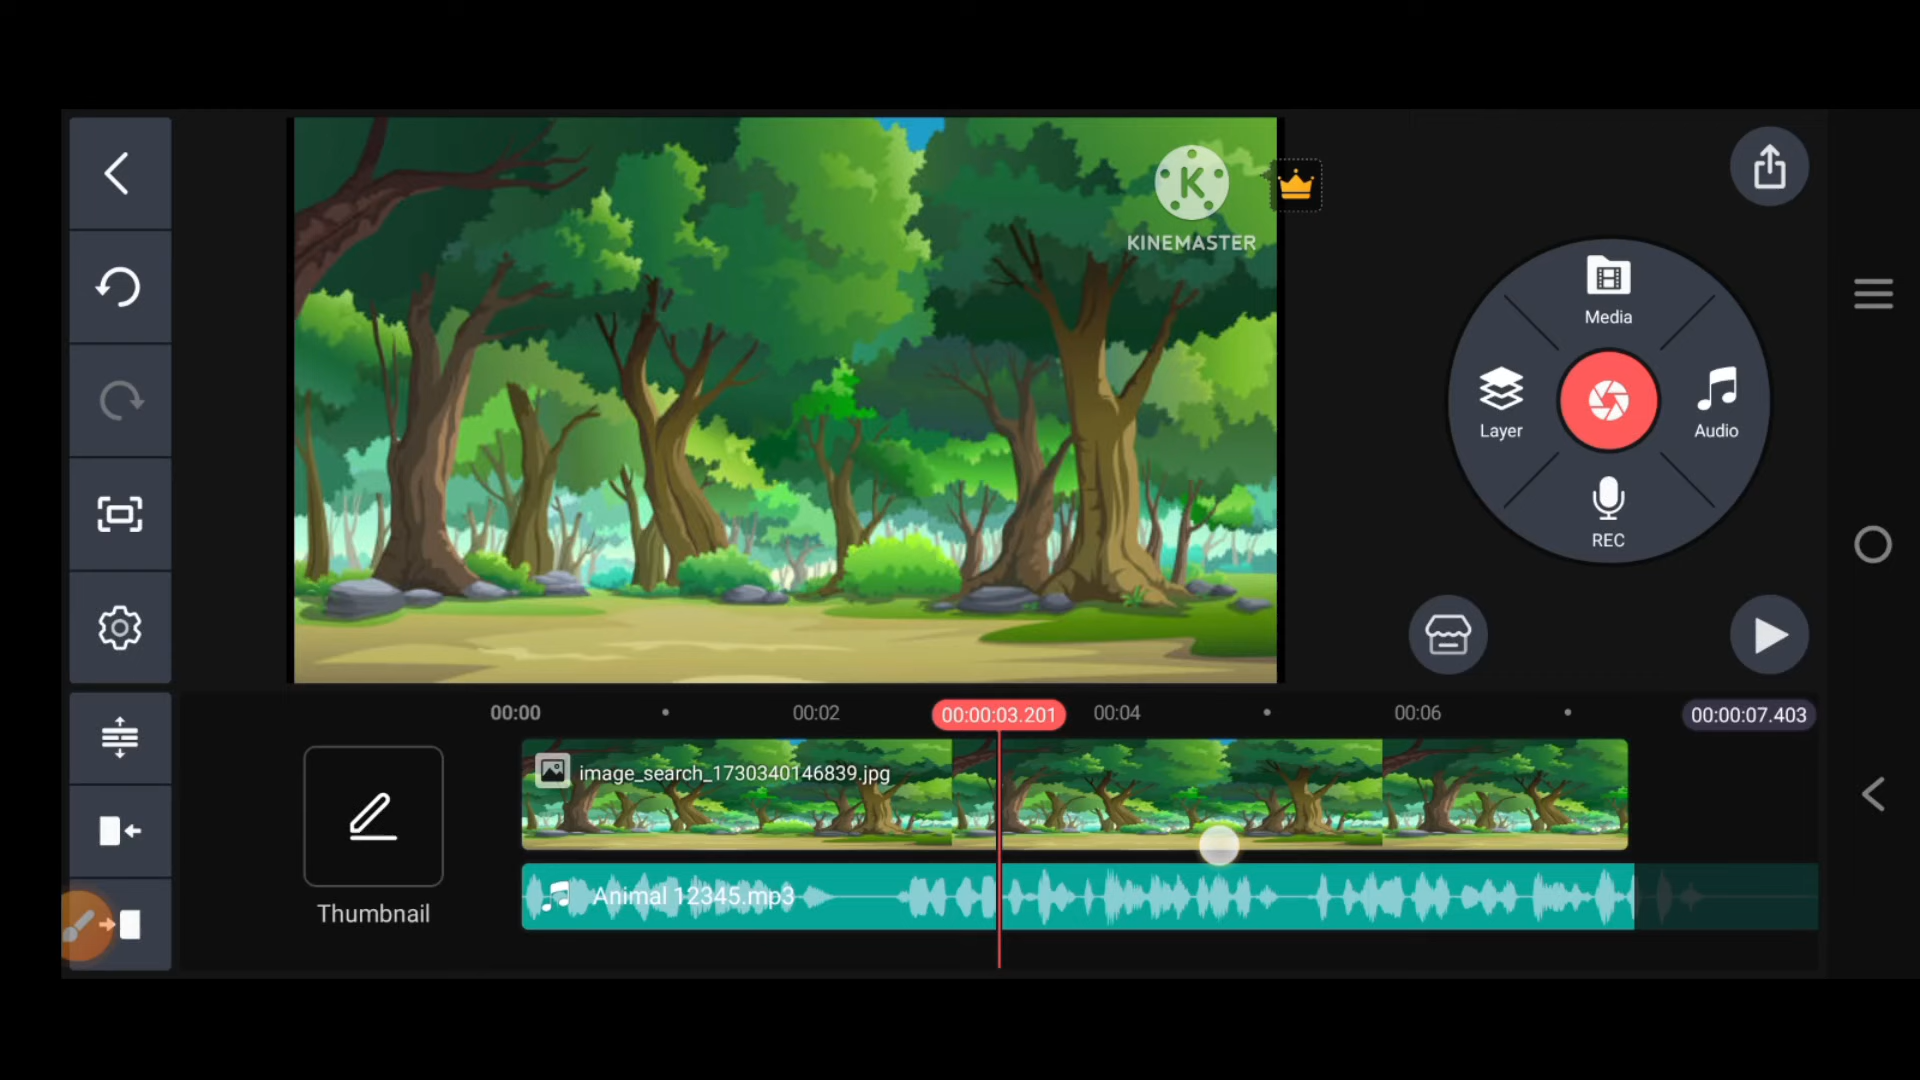 K
KINEMASTER
Media
Layer
Audio
REC
00:00
00:02
00:00:03.201
00:04
00:06
00:00:07.403
image_search_1730340146839.jpg
Animal 12345.mp3
Thumbnail